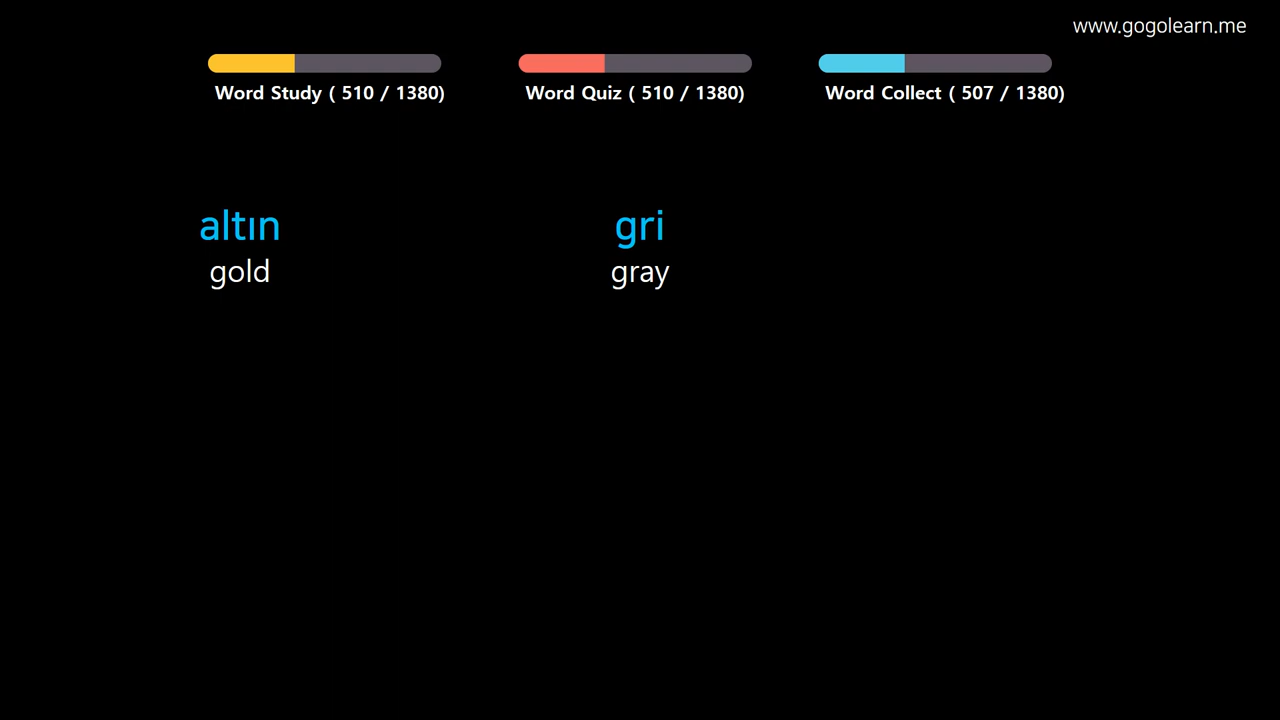 www.gogolearn.me
Word Study ( 510 / 1380)
Word Quiz ( 510 / 1380)
Word Collect ( 507 / 1380)
altın
gold
gri
gray